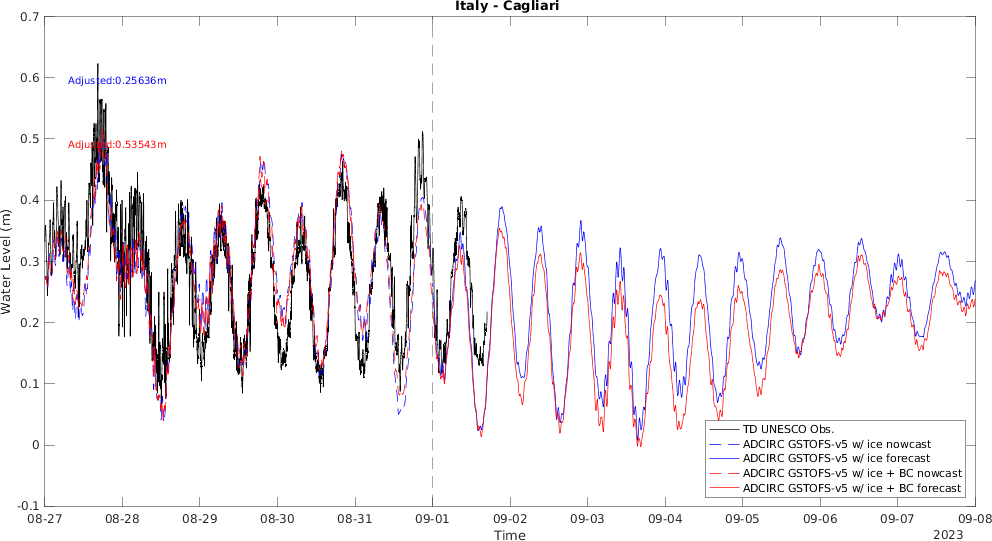 Italy - Cagliari
0.7
0.6
0.5
0.4
0.3
0.2
0.1
0
-0.1
Water Level (m)
Adjusted:0.25636m
Adjusted:0.53543m
TD UNESCO Obs.
ADCIRC GSTOFS-v5 w/ ice nowcast
ADCIRC GSTOFS-v5 w/ ice forecast
ADCIRC GSTOFS-v5 w/ ice + BC nowcast
ADCIRC GSTOFS-v5 w/ ice + BC forecast
08-27 08-28 08-29 08-30 08-31 09-01 09-02 09-03 09-04 09-05 09-06 09-07 09-08
Time
2023